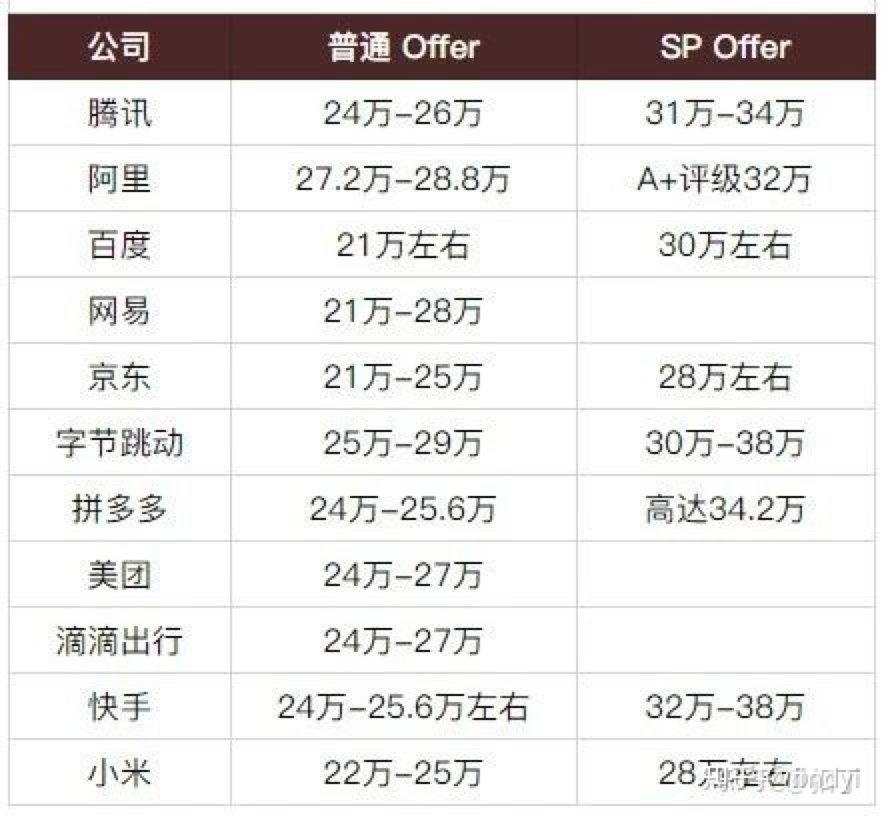 公司 普通 Offer SP Offer
腾讯 24万-26万 31万-34万
阿里 27.2万-28.8万 A+评级32万
百度 21万左右 30万左右
网易 21万-28万
京东 21万-25万 28万左右
字节跳动 25万-29万 30万-38万
拼多多 24万-25.6万 高达34.2万
美团 24万-27万
滴滴出行 24万-27万
快手 24万-25.6万左右 32万-38万
小米 22万-25万 28万左右
知乎